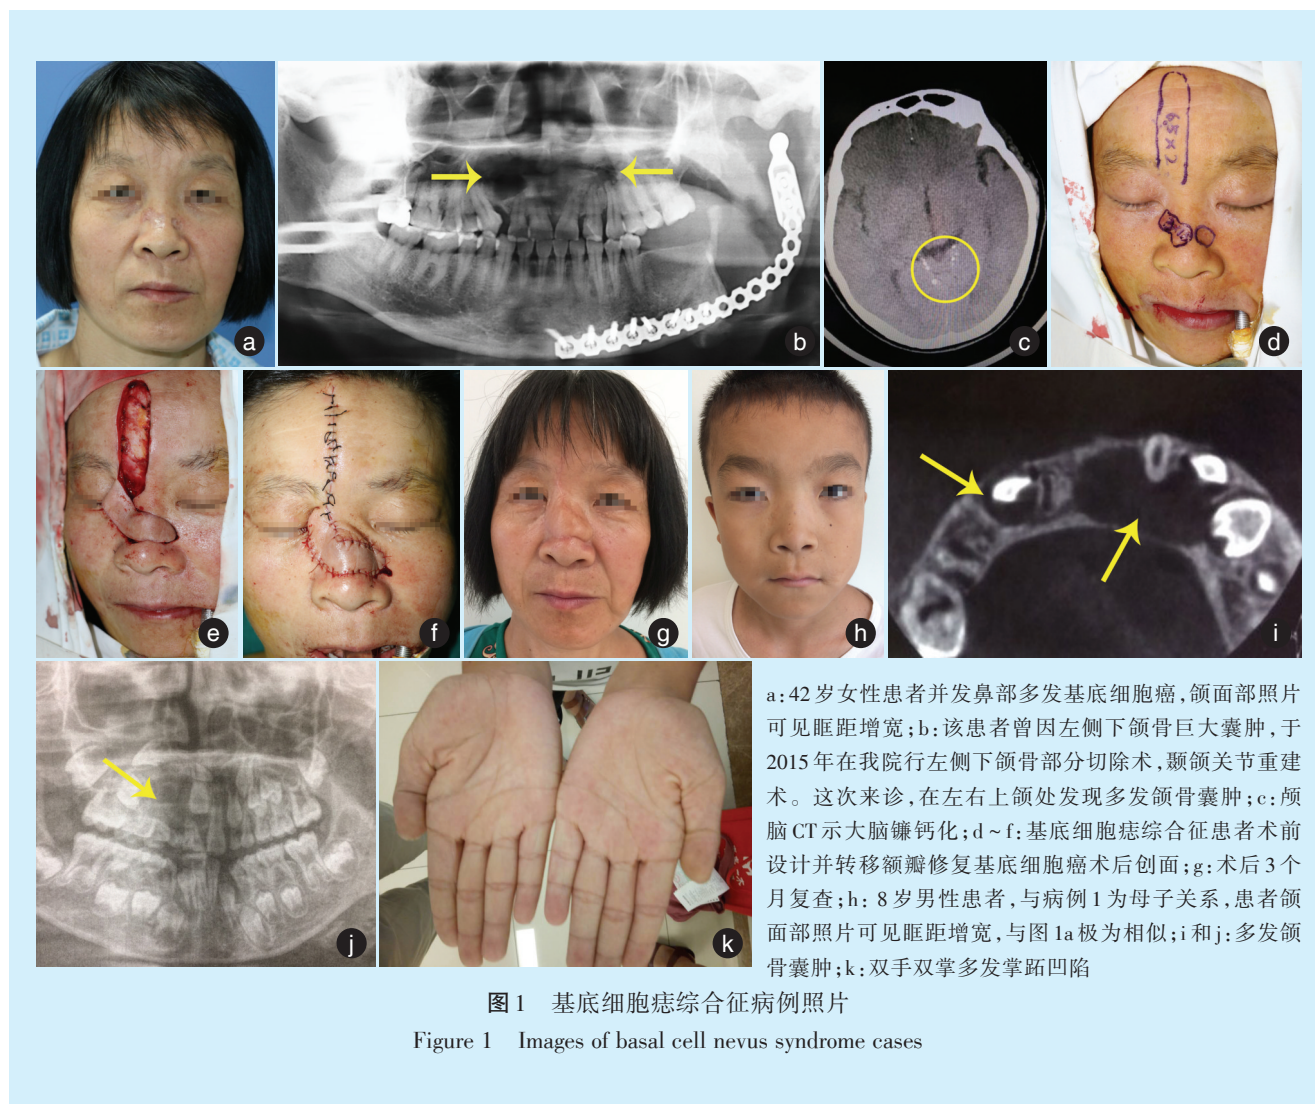 a
b
c
6.5×2
d
e
f
g
h
i
j
k
a:42岁女性患者并发鼻部多发基底细胞癌,颌面部照片
可见眶距增宽;b:该患者曾因左侧下颌骨巨大囊肿,于
2015年在我院行左侧下颌骨部分切除术,颞颌关节重建
术。这次来诊,在左右上颌处发现多发颌骨囊肿;c:颅
脑CT示大脑镰钙化;d~f:基底细胞痣综合征患者术前
设计并转移额瓣修复基底细胞癌术后创面;g:术后3个
月复查;h: 8岁男性患者,与病例1为母子关系,患者颌
面部照片可见眶距增宽,与图1a极为相似;i和j:多发颌
骨囊肿;k:双手双掌多发掌跖凹陷
图1 基底细胞痣综合征病例照片
Figure 1 Images of basal cell nevus syndrome cases